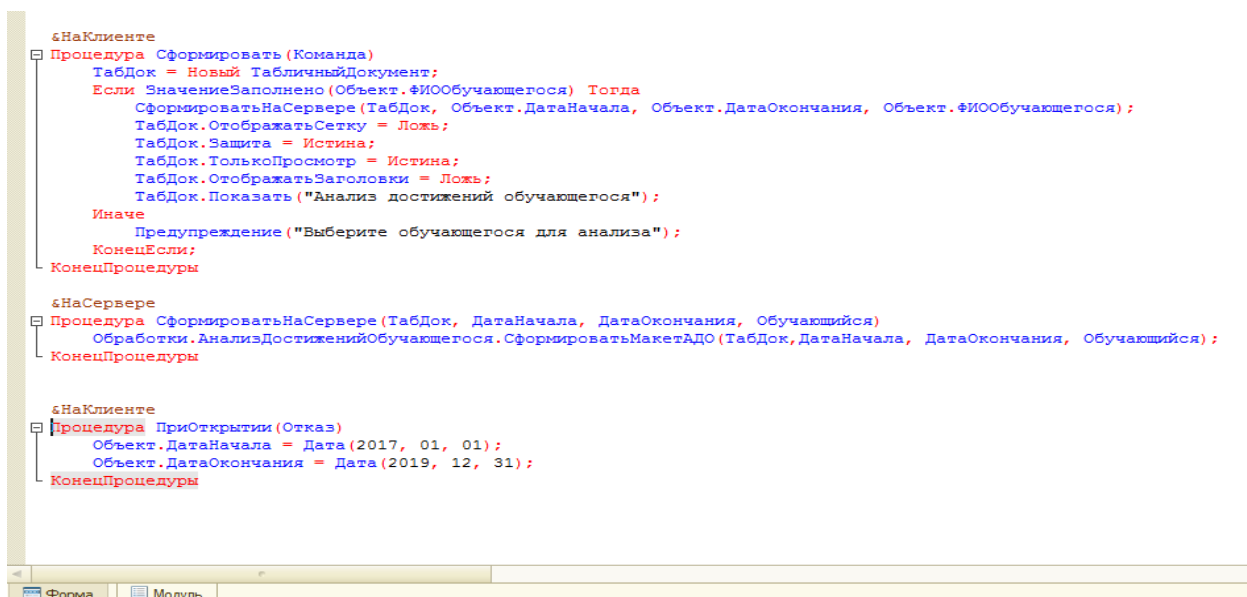 &НаКлиенте
Процедура Сформировать(Команда)
ТабДок = Новый ТабличныйДокумент;
Если ЗначениеЗаполнено(Объект.ФИООбучающегося) Тогда
СформироватьНаСервере(ТабДок, Объект.ДатаНачала, Объект.ДатаОкончания, Объект.ФИООбучающегося);
ТабДок.ОтображатьСетку = Ложь;
ТабДок.Защита = Истина;
ТабДок.ТолькоПросмотр = Истина;
ТабДок.ОтображатьЗаголовки = Ложь;
ТабДок.Показать("Анализ достижений обучающегося");
Иначе
Предупреждение("Выберите обучающегося для анализа");
КонецЕсли;
КонецПроцедуры
&НаСервере
Процедура СформироватьНаСервере(ТабДок, ДатаНачала, ДатаОкончания, Обучающийся)
Обработки.АнализДостиженийОбучающегося.СформироватьМакетАДО(ТабДок,ДатаНачала, ДатаОкончания, Обучающийся);
КонецПроцедуры
&НаКлиенте
Процедура ПриОткрытии(Отказ)
Объект.ДатаНачала = Дата(2017, 01, 01);
Объект.ДатаОкончания = Дата(2019, 12, 31);
КонецПроцедуры
Форма Модуль